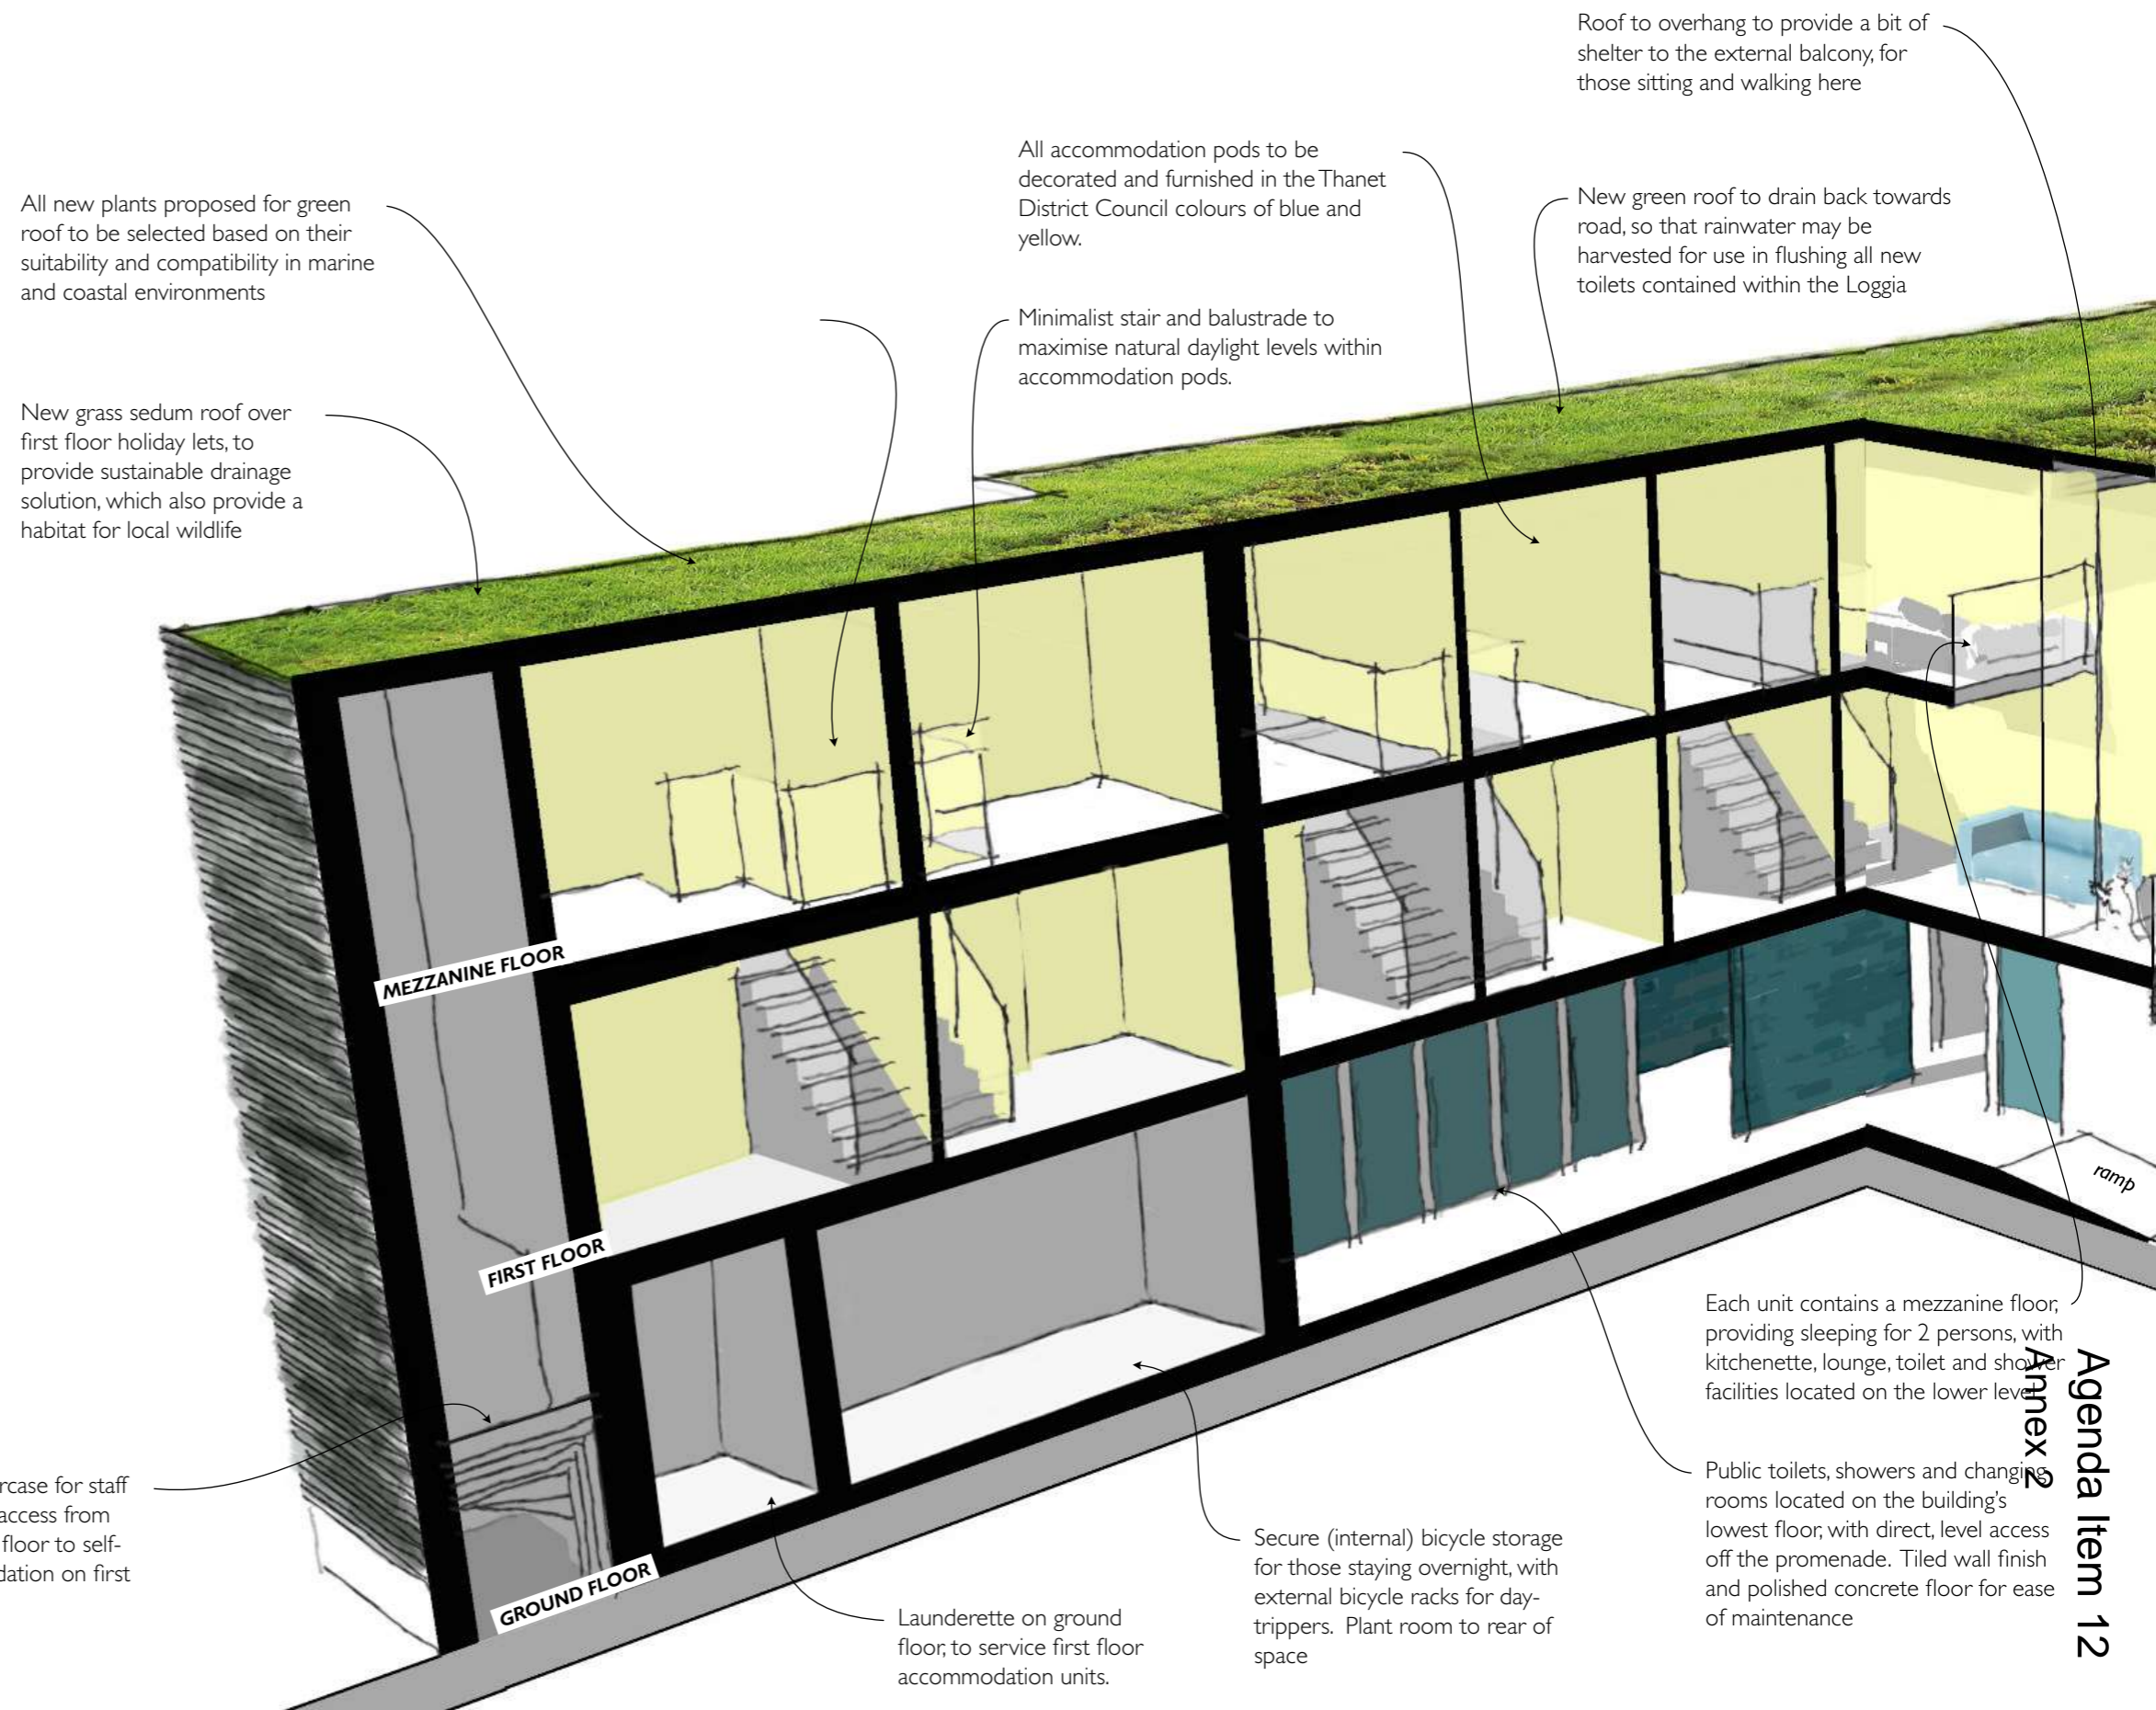 Roof to overhang to provide a bit of
shelter to the external balcony, for
those sitting and walking here
All accommodation pods to be
decorated and furnished in the Thanet
District Council colours of blue and
yellow.
New green roof to drain back towards
road, so that rainwater may be
harvested for use in flushing all new
toilets contained within the Loggia
All new plants proposed for green
roof to be selected based on their
suitability and compatibility in marine
and coastal environments
Minimalist stair and balustrade to
maximise natural daylight levels within
accommodation pods.
New grass sedum roof over
first floor holiday lets, to
provide sustainable drainage
solution, which also provide a
habitat for local wildlife
MEZZANINE FLOOR
FIRST FLOOR
GROUND FLOOR
ramp
Each unit contains a mezzanine floor,
providing sleeping for 2 persons, with
kitchenette, lounge, toilet and shower
facilities located on the lower level
Public toilets, showers and changing
rooms located on the building's
lowest floor, with direct, level access
off the promenade. Tiled wall finish
and polished concrete floor for ease
of maintenance
Secure (internal) bicycle storage
for those staying overnight, with
external bicycle racks for day-
trippers. Plant room to rear of
space
Launderette on ground
floor, to service first floor
accommodation units.
rcase for staff
access from
floor to self-
dation on first
Agenda Item 12
Annex 2